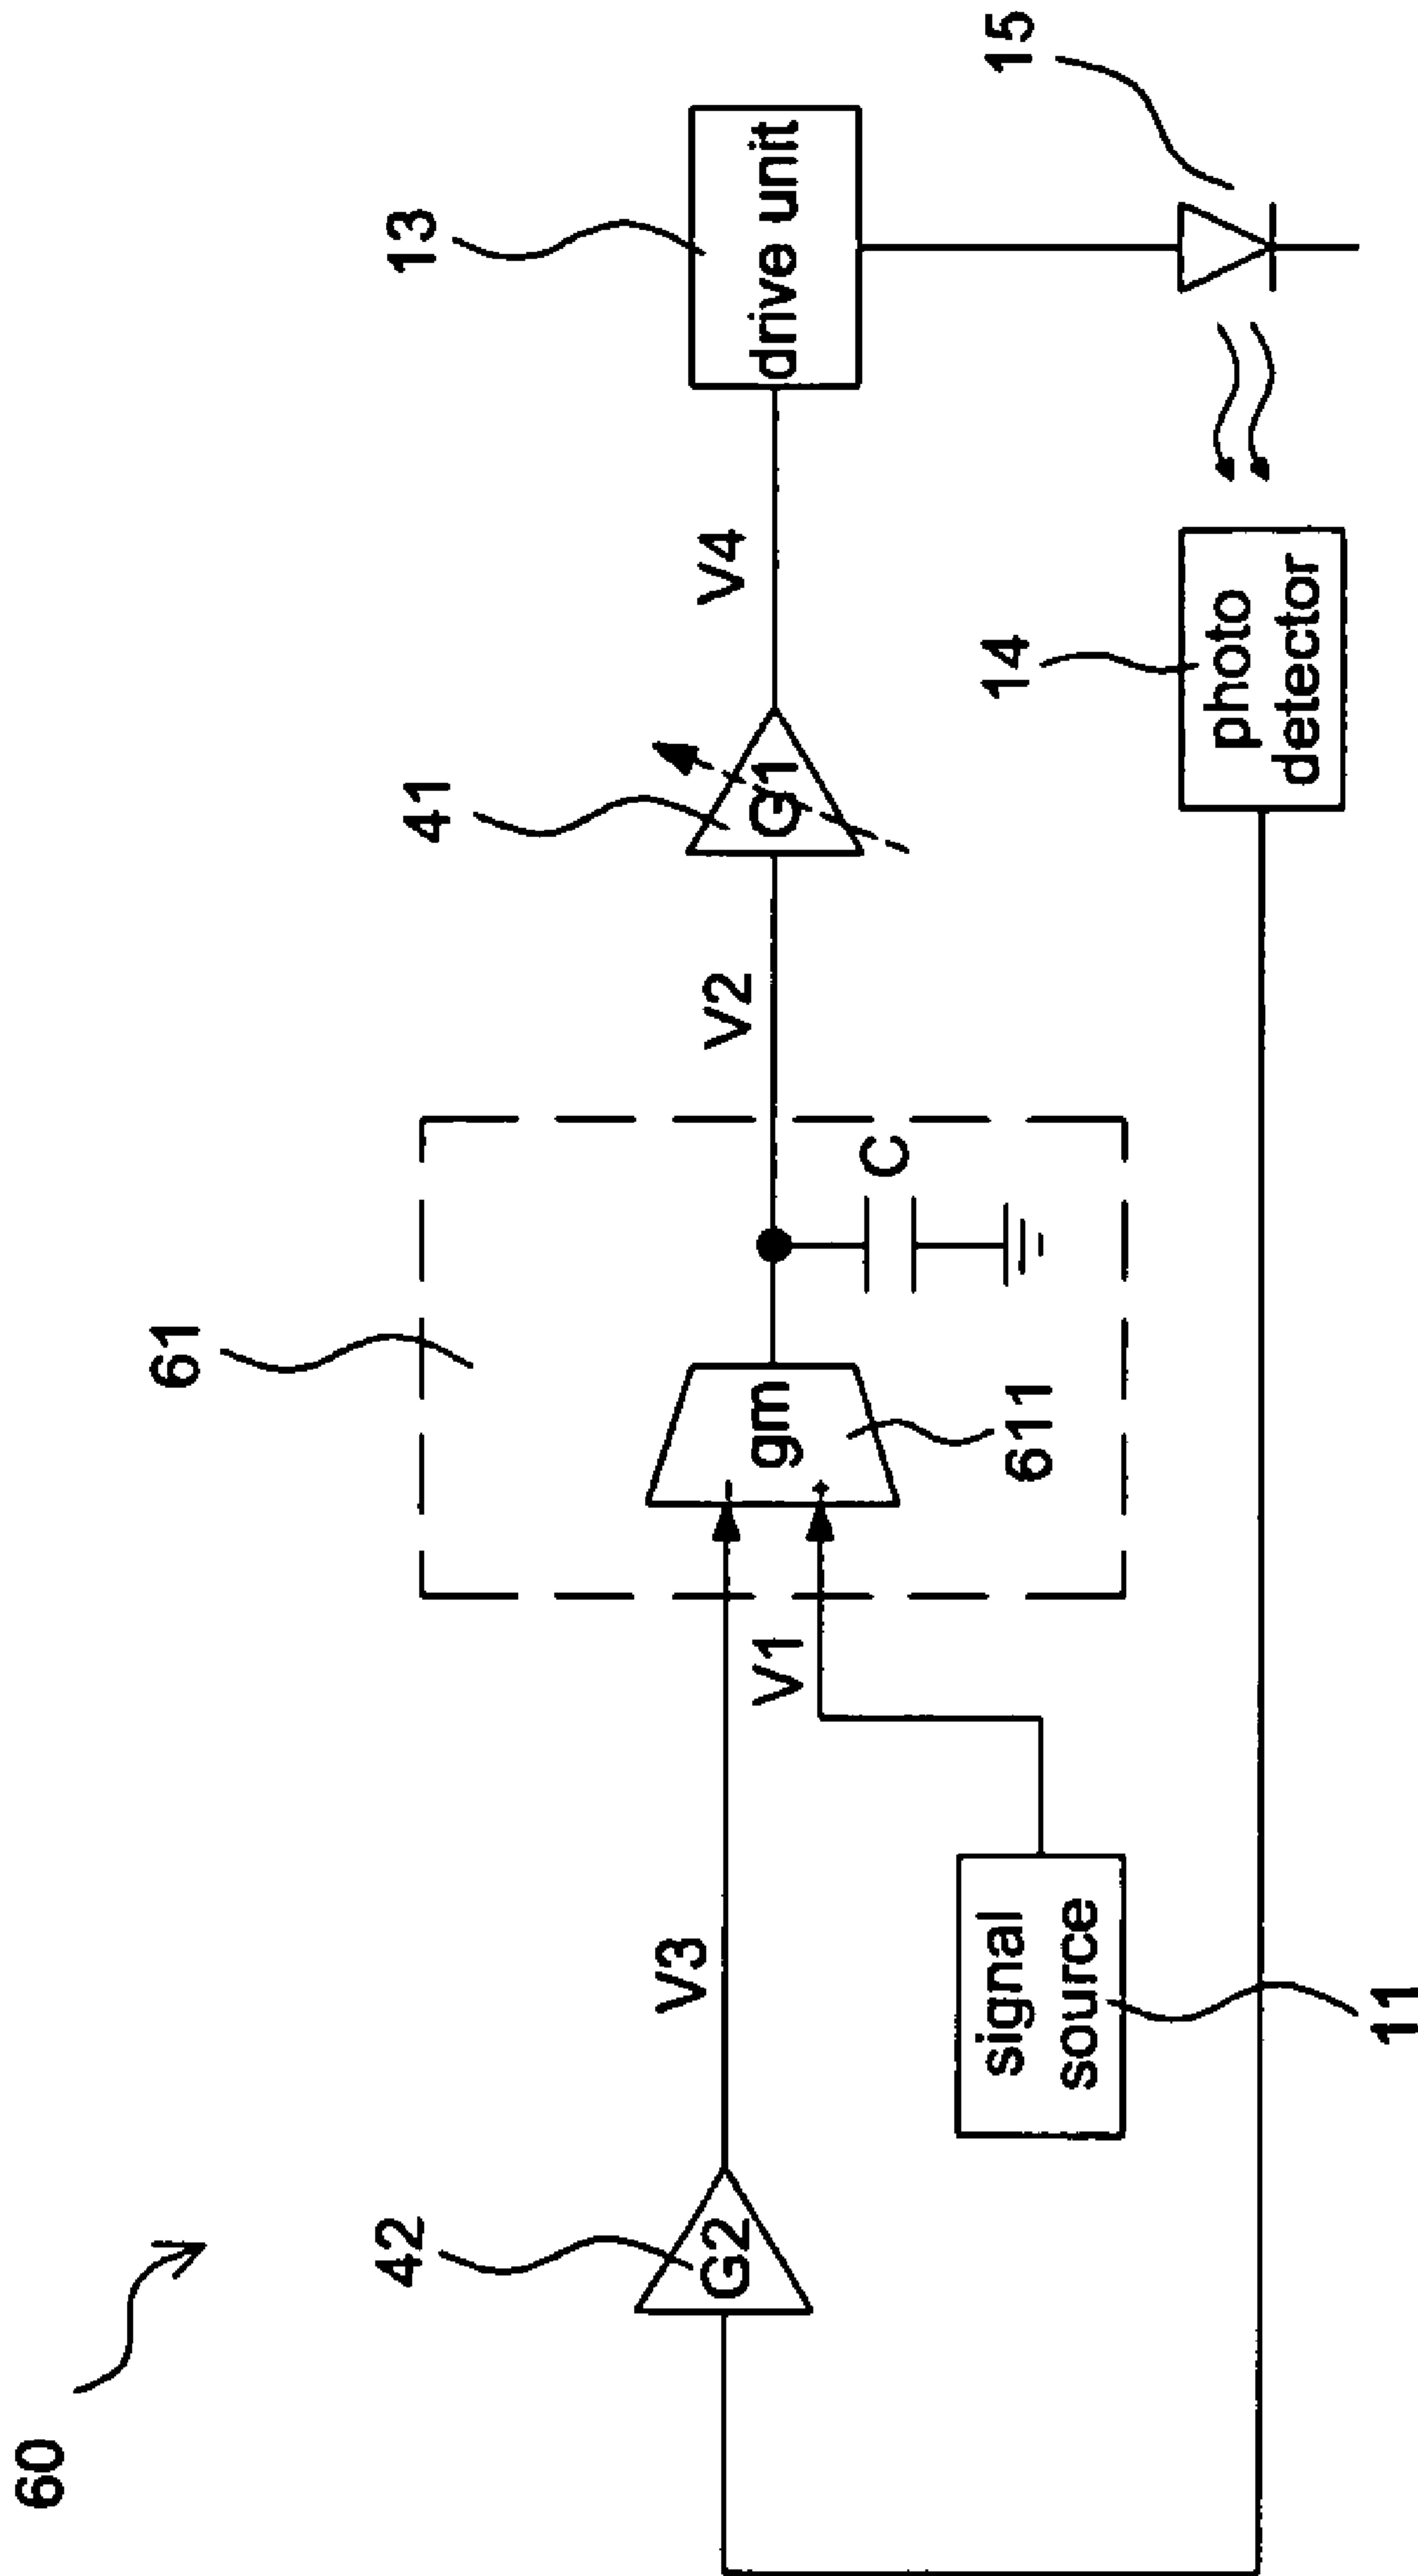 60
61
13
15
42
41
V3
V1
V2
V4
G2
-
gm
+
G1
drive unit
C
611
14
signal
source
photo
detector
11